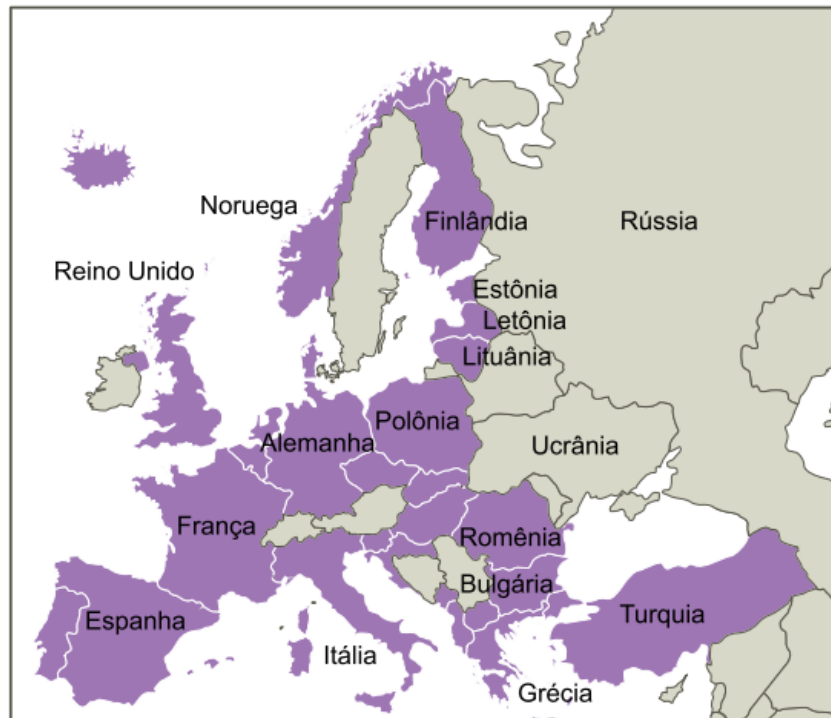 Noruega
Finlândia
Rússia
Reino Unido
Estônia
Letônia
Lituânia
Polônia
Alemanha
Ucrânia
França
Romênia
Bulgária
Espanha
Turquia
Itália
Grécia